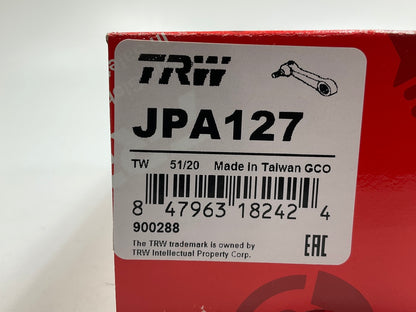 TRW
JPA127
TW 51/20 Made In Taiwan GCO
8 47963 18242 4
900288
The TRW trademark is owned by
TRW Intellectual Property Corp.
EAC